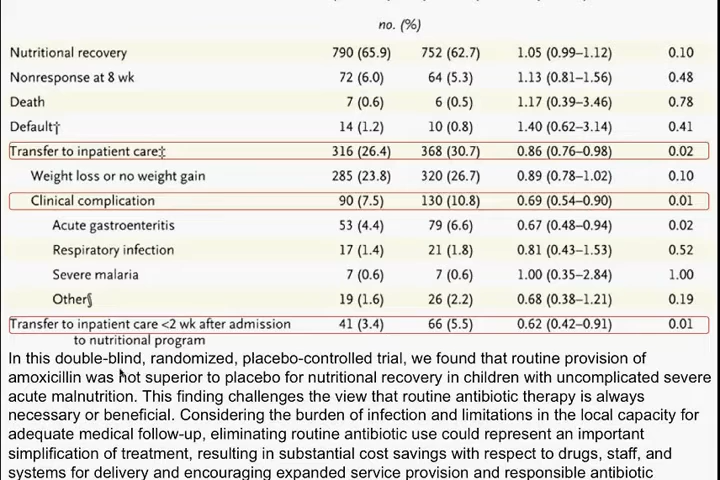 no. (%)
Nutritional recovery 790 (65.9) 752 (62.7) 1.05 (0.99–1.12) 0.10
Nonresponse at 8 wk 72 (6.0) 64 (5.3) 1.13 (0.81–1.56) 0.48
Death 7 (0.6) 6 (0.5) 1.17 (0.39–3.46) 0.78
Default† 14 (1.2) 10 (0.8) 1.40 (0.62–3.14) 0.41
Transfer to inpatient care‡ 316 (26.4) 368 (30.7) 0.86 (0.76–0.98) 0.02
Weight loss or no weight gain 285 (23.8) 320 (26.7) 0.89 (0.78–1.02) 0.10
Clinical complication 90 (7.5) 130 (10.8) 0.69 (0.54–0.90) 0.01
Acute gastroenteritis 53 (4.4) 79 (6.6) 0.67 (0.48–0.94) 0.02
Respiratory infection 17 (1.4) 21 (1.8) 0.81 (0.43–1.53) 0.52
Severe malaria 7 (0.6) 7 (0.6) 1.00 (0.35–2.84) 1.00
Other§ 19 (1.6) 26 (2.2) 0.68 (0.38–1.21) 0.19
Transfer to inpatient care <2 wk after admission 41 (3.4) 66 (5.5) 0.62 (0.42–0.91) 0.01
to nutritional program
In this double-blind, randomized, placebo-controlled trial, we found that routine provision of
amoxicillin was not superior to placebo for nutritional recovery in children with uncomplicated severe
acute malnutrition. This finding challenges the view that routine antibiotic therapy is always
necessary or beneficial. Considering the burden of infection and limitations in the local capacity for
adequate medical follow-up, eliminating routine antibiotic use could represent an important
simplification of treatment, resulting in substantial cost savings with respect to drugs, staff, and
systems for delivery and encouraging expanded service provision and responsible antibiotic